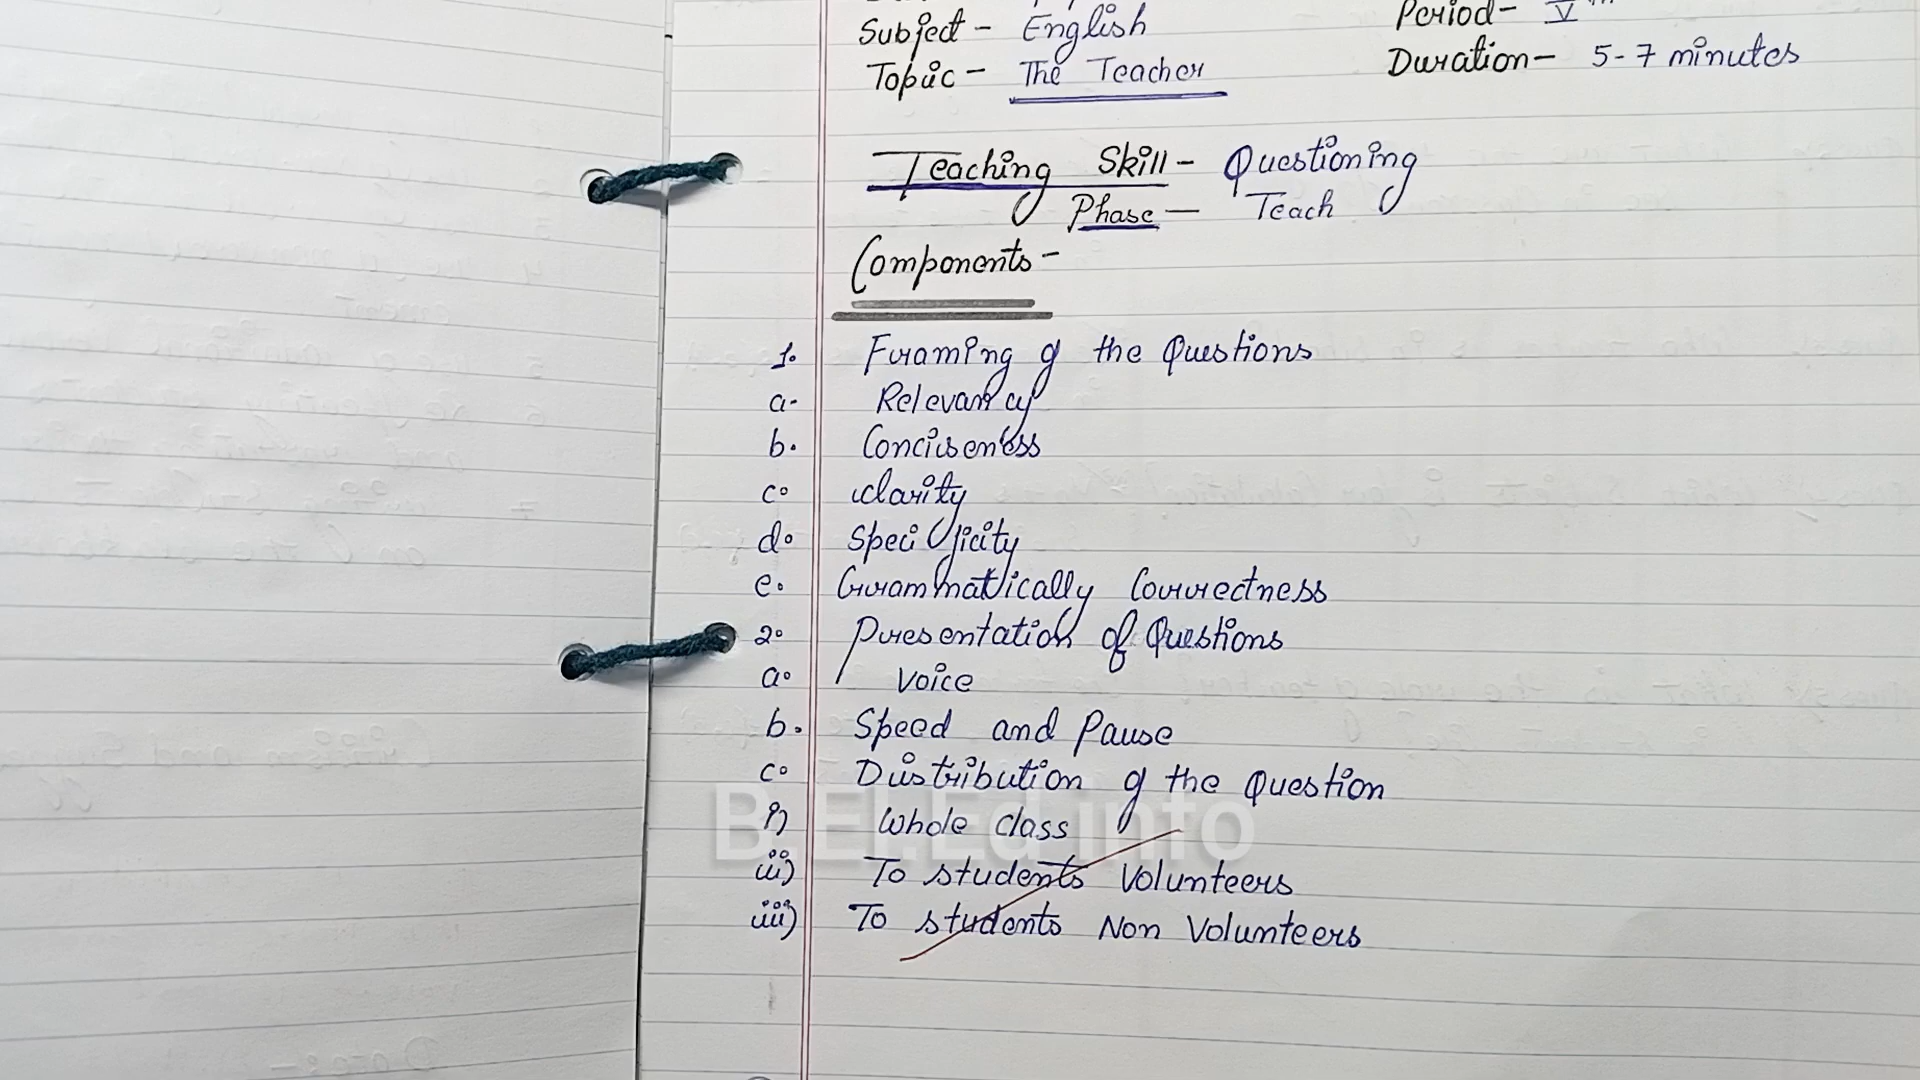 Subject - English
Period- Vth
Topic - The Teacher
Duration- 5-7 minutes
Teaching Skill- Questioning
Phase- Teach
Components-
1. Framing of the Questions
a. Relevancy
b. Conciseness
c. Clarity
d. Specificity
e. Grammatically Correctness
2. Presentation of Questions
a. Voice
b. Speed and Pause
c. Distribution of the Question
i) Whole class
ii) To students Volunteers
iii) To students Non Volunteers
B.El.Ed info